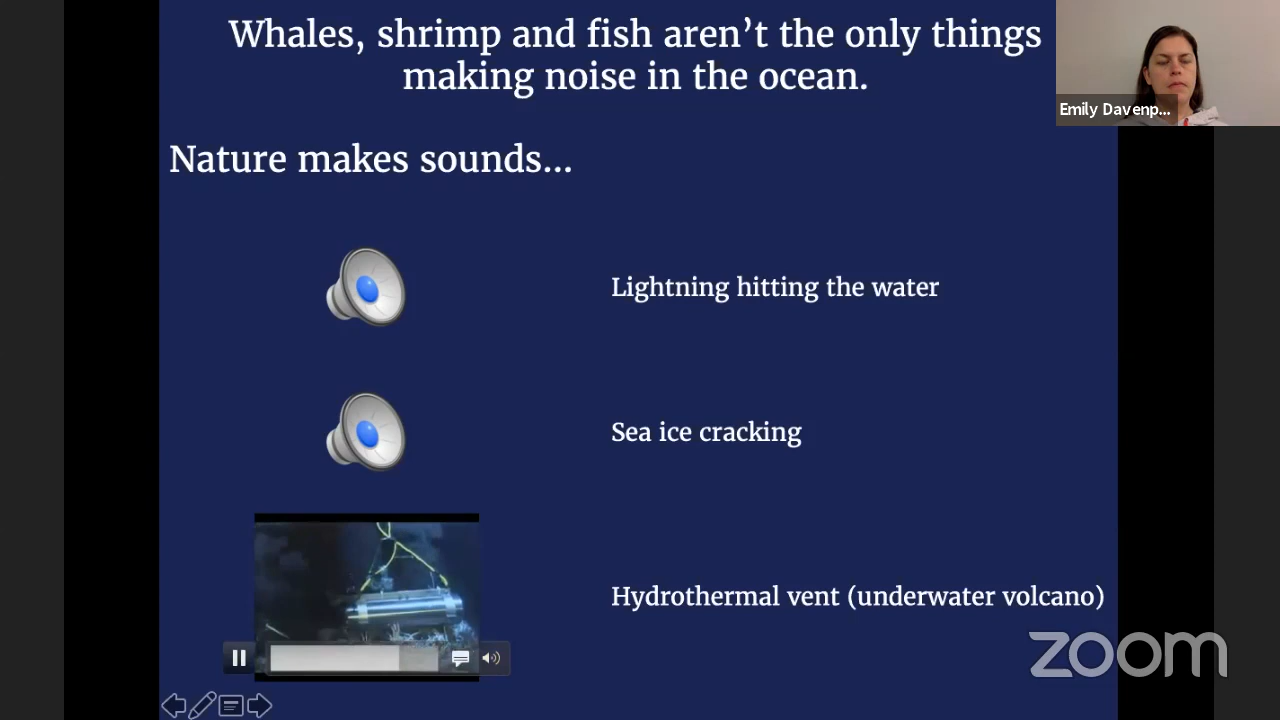 Whales, shrimp and fish aren’t the only things
making noise in the ocean.
Emily Davenp...
Nature makes sounds...
Lightning hitting the water
Sea ice cracking
Hydrothermal vent (underwater volcano)
zoom